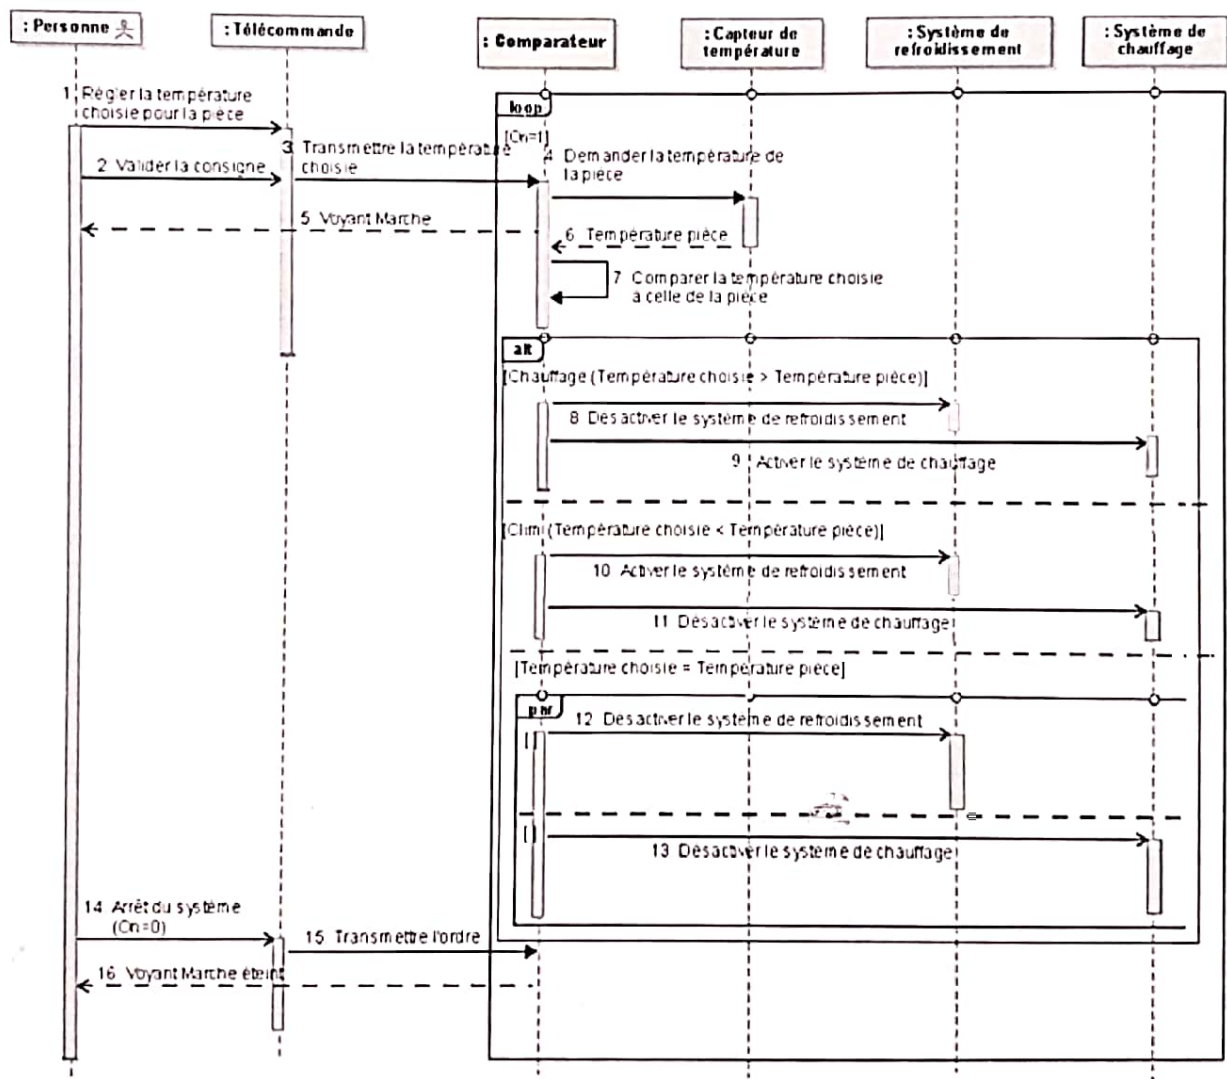 : Personne
: Télécommande
: Comparateur
: Capteur de
température
: Système de
refroidissement
: Système de
chauffage
1 Régler la température
choisie pour la pièce
2 Valider la consigne
3 Transmettre la température
choisie
loop
[On=1]
4 Demander la température de
la pièce
5 Voyant Marche
6 Température pièce
7 Comparer la température choisie
à celle de la pièce
alt
[Chauffage (Température choisie > Température pièce)]
8 Désactiver le système de refroidissement
9 Activer le système de chauffage
[Clim (Température choisie < Température pièce)]
10 Activer le système de refroidissement
11 Désactiver le système de chauffage
[Température choisie = Température pièce]
par
12 Désactiver le système de refroidissement
[]
[]
13 Désactiver le système de chauffage
14 Arrêt du système
(On=0)
15 Transmettre l'ordre
16 Voyant Marche éteint